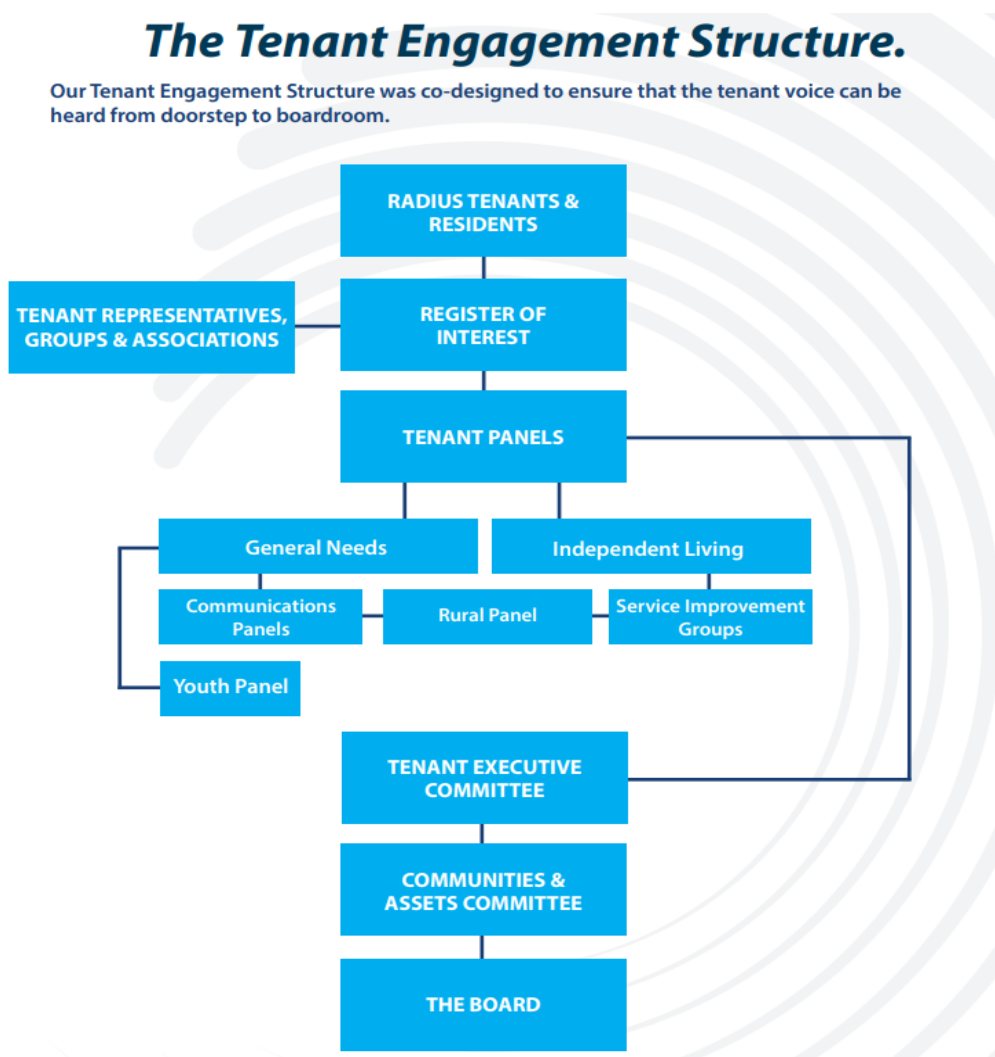 The Tenant Engagement Structure.
Our Tenant Engagement Structure was co-designed to ensure that the tenant voice can be
heard from doorstep to boardroom.
RADIUS TENANTS &
RESIDENTS
TENANT REPRESENTATIVES,
GROUPS & ASSOCIATIONS
REGISTER OF
INTEREST
TENANT PANELS
General Needs
Independent Living
Communications
Panels
Rural Panel
Service Improvement
Groups
Youth Panel
TENANT EXECUTIVE
COMMITTEE
COMMUNITIES &
ASSETS COMMITTEE
THE BOARD